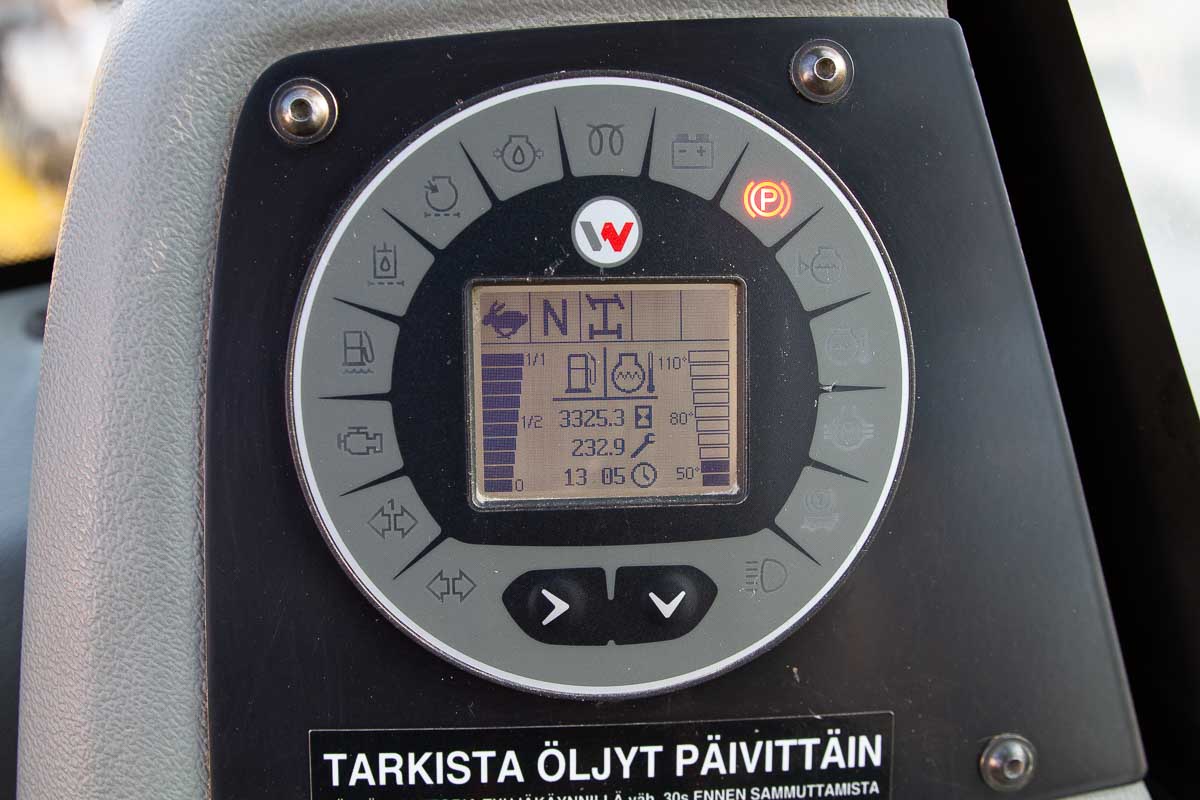 P
W
N
1/1
110°
3325.3
1/2
80°
232.9
13 05
50°
0
TARKISTA ÖLJYT PÄIVITTÄIN
väh. 30s ENNEN SAMMUTTAMISTA